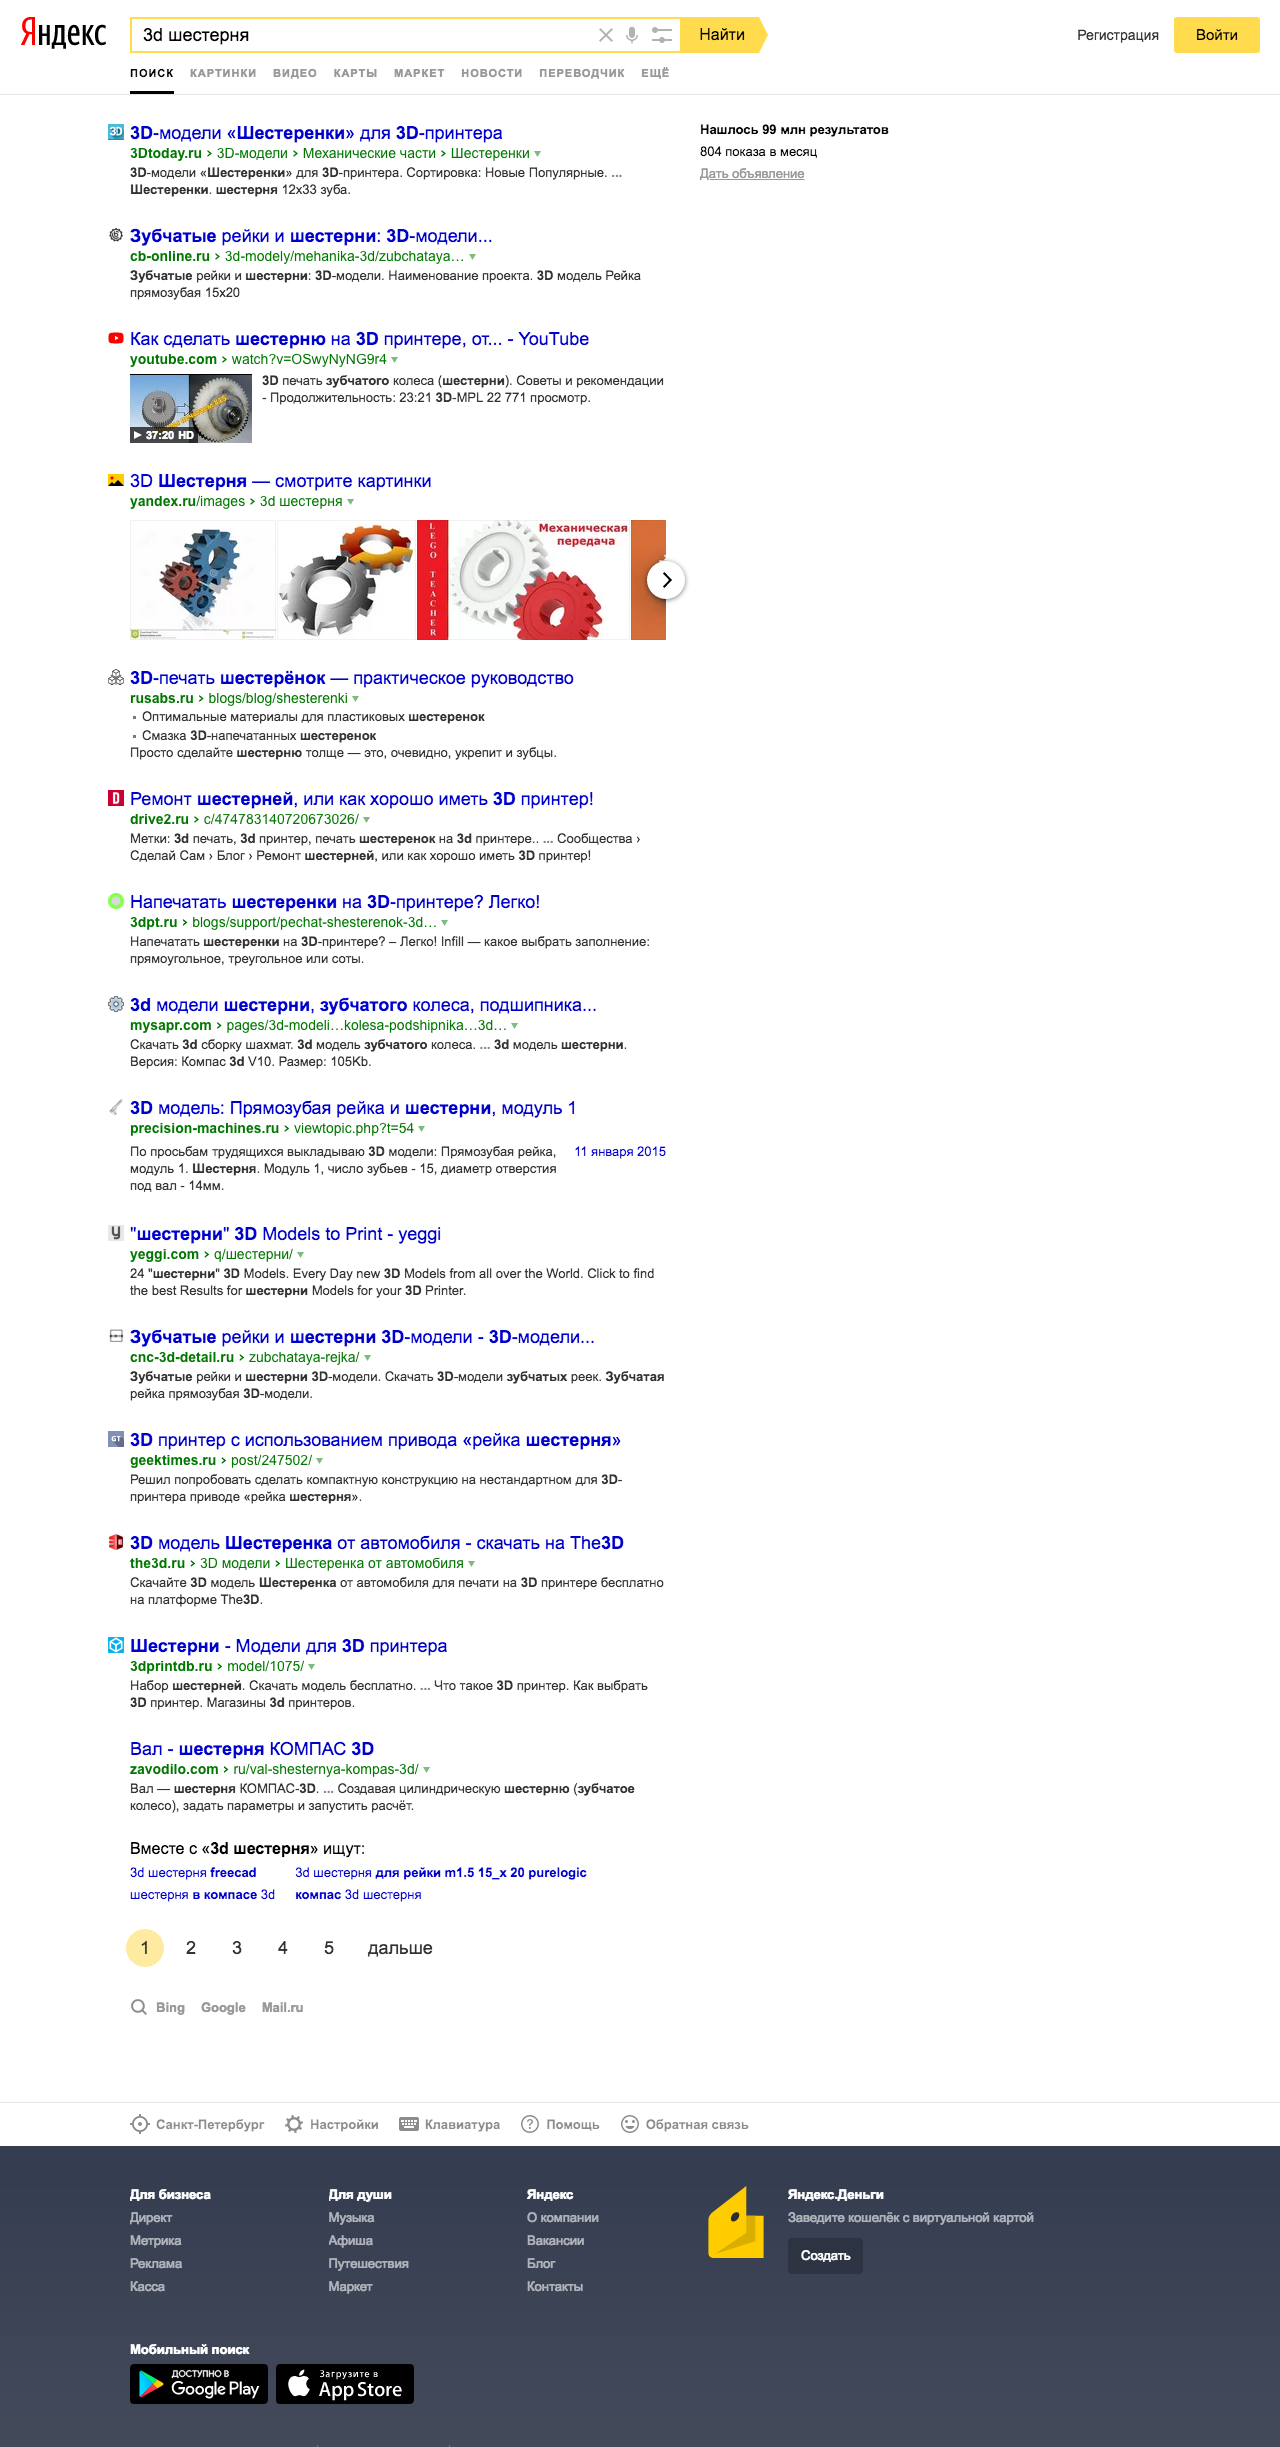 Яндекс
3d шестерня
Найти
Регистрация
Войти
ПОИСК КАРТИНКИ ВИДЕО КАРТЫ МАРКЕТ НОВОСТИ ПЕРЕВОДЧИК ЕЩЁ
3D-модели «Шестеренки» для 3D-принтера
3Dtoday.ru › 3D-модели › Механические части › Шестеренки
3D-модели «Шестеренки» для 3D-принтера. Сортировка: Новые Популярные. ...
Шестеренки. шестерня 12х33 зуба.
Нашлось 99 млн результатов
804 показа в месяц
Дать объявление
Зубчатые рейки и шестерни: 3D-модели...
cb-online.ru › 3d-modely/mehanika-3d/zubchataya…
Зубчатые рейки и шестерни: 3D-модели. Наименование проекта. 3D модель Рейка
прямозубая 15х20
Как сделать шестерню на 3D принтере, от... - YouTube
youtube.com › watch?v=OSwyNyNG9r4
3D печать зубчатого колеса (шестерни). Советы и рекомендации
- Продолжительность: 23:21 3D-MPL 22 771 просмотр.
37:20 HD
3D Шестерня — смотрите картинки
yandex.ru/images › 3d шестерня
LEGO TEACHER
Механическая
передача
3D-печать шестерёнок — практическое руководство
rusabs.ru › blogs/blog/shesterenki
Оптимальные материалы для пластиковых шестеренок
Смазка 3D-напечатанных шестеренок
Просто сделайте шестерню толще — это, очевидно, укрепит и зубцы.
Ремонт шестерней, или как хорошо иметь 3D принтер!
drive2.ru › c/474783140720673026/
Метки: 3d печать, 3d принтер, печать шестеренок на 3d принтере.. ... Сообщества ›
Сделай Сам › Блог › Ремонт шестерней, или как хорошо иметь 3D принтер!
Напечатать шестеренки на 3D-принтере? Легко!
3dpt.ru › blogs/support/pechat-shesterenok-3d…
Напечатать шестеренки на 3D-принтере? – Легко! Infill — какое выбрать заполнение:
прямоугольное, треугольное или соты.
3d модели шестерни, зубчатого колеса, подшипника...
mysapr.com › pages/3d-modeli…kolesa-podshipnika…3d…
Скачать 3d сборку шахмат. 3d модель зубчатого колеса. ... 3d модель шестерни.
Версия: Компас 3d V10. Размер: 105Kb.
3D модель: Прямозубая рейка и шестерни, модуль 1
precision-machines.ru › viewtopic.php?t=54
По просьбам трудящихся выкладываю 3D модели: Прямозубая рейка,
модуль 1. Шестерня. Модуль 1, число зубьев - 15, диаметр отверстия
под вал - 14мм.
11 января 2015
"шестерни" 3D Models to Print - yeggi
yeggi.com › q/шестерни/
24 "шестерни" 3D Models. Every Day new 3D Models from all over the World. Click to find
the best Results for шестерни Models for your 3D Printer.
Зубчатые рейки и шестерни 3D-модели - 3D-модели...
cnc-3d-detail.ru › zubchataya-rejka/
Зубчатые рейки и шестерни 3D-модели. Скачать 3D-модели зубчатых реек. Зубчатая
рейка прямозубая 3D-модели.
3D принтер с использованием привода «рейка шестерня»
geektimes.ru › post/247502/
Решил попробовать сделать компактную конструкцию на нестандартном для 3D-
принтера приводе «рейка шестерня».
3D модель Шестеренка от автомобиля - скачать на The3D
the3d.ru › 3D модели › Шестеренка от автомобиля
Скачайте 3D модель Шестеренка от автомобиля для печати на 3D принтере бесплатно
на платформе The3D.
Шестерни - Модели для 3D принтера
3dprintdb.ru › model/1075/
Набор шестерней. Скачать модель бесплатно. ... Что такое 3D принтер. Как выбрать
3D принтер. Магазины 3d принтеров.
Вал - шестерня КОМПАС 3D
zavodilo.com › ru/val-shesternya-kompas-3d/
Вал — шестерня КОМПАС-3D. ... Создавая цилиндрическую шестерню (зубчатое
колесо), задать параметры и запустить расчёт.
Вместе с «3d шестерня» ищут:
3d шестерня freecad
3d шестерня для рейки m1.5 15_x 20 purelogic
шестерня в компасе 3d
компас 3d шестерня
1 2 3 4 5 дальше
Bing Google Mail.ru
Санкт-Петербург Настройки Клавиатура Помощь Обратная связь
Для бизнеса
Директ
Метрика
Реклама
Касса
Для души
Музыка
Афиша
Путешествия
Маркет
Яндекс
О компании
Вакансии
Блог
Контакты
Яндекс.Деньги
Заведите кошелёк с виртуальной картой
Создать
Мобильный поиск
ДОСТУПНО В
Google Play
Загрузите в
App Store